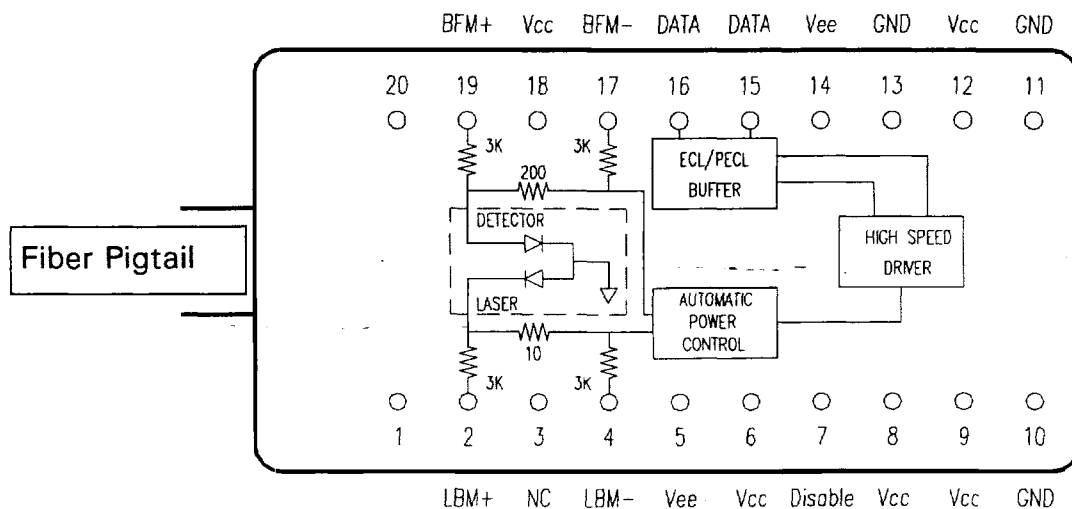 BFM+ Vcc BFM- DATA DATA Vee GND Vcc GND
20 19 18 17 16 15 14 13 12 11
3K 3K
200
ECL/PECL
BUFFER
DETECTOR
HIGH SPEED
DRIVER
Fiber Pigtail
LASER
AUTOMATIC
POWER
CONTROL
10
3K 3K
1 2 3 4 5 6 7 8 9 10
LBM+ NC LBM- Vee Vcc Disable Vcc Vcc GND